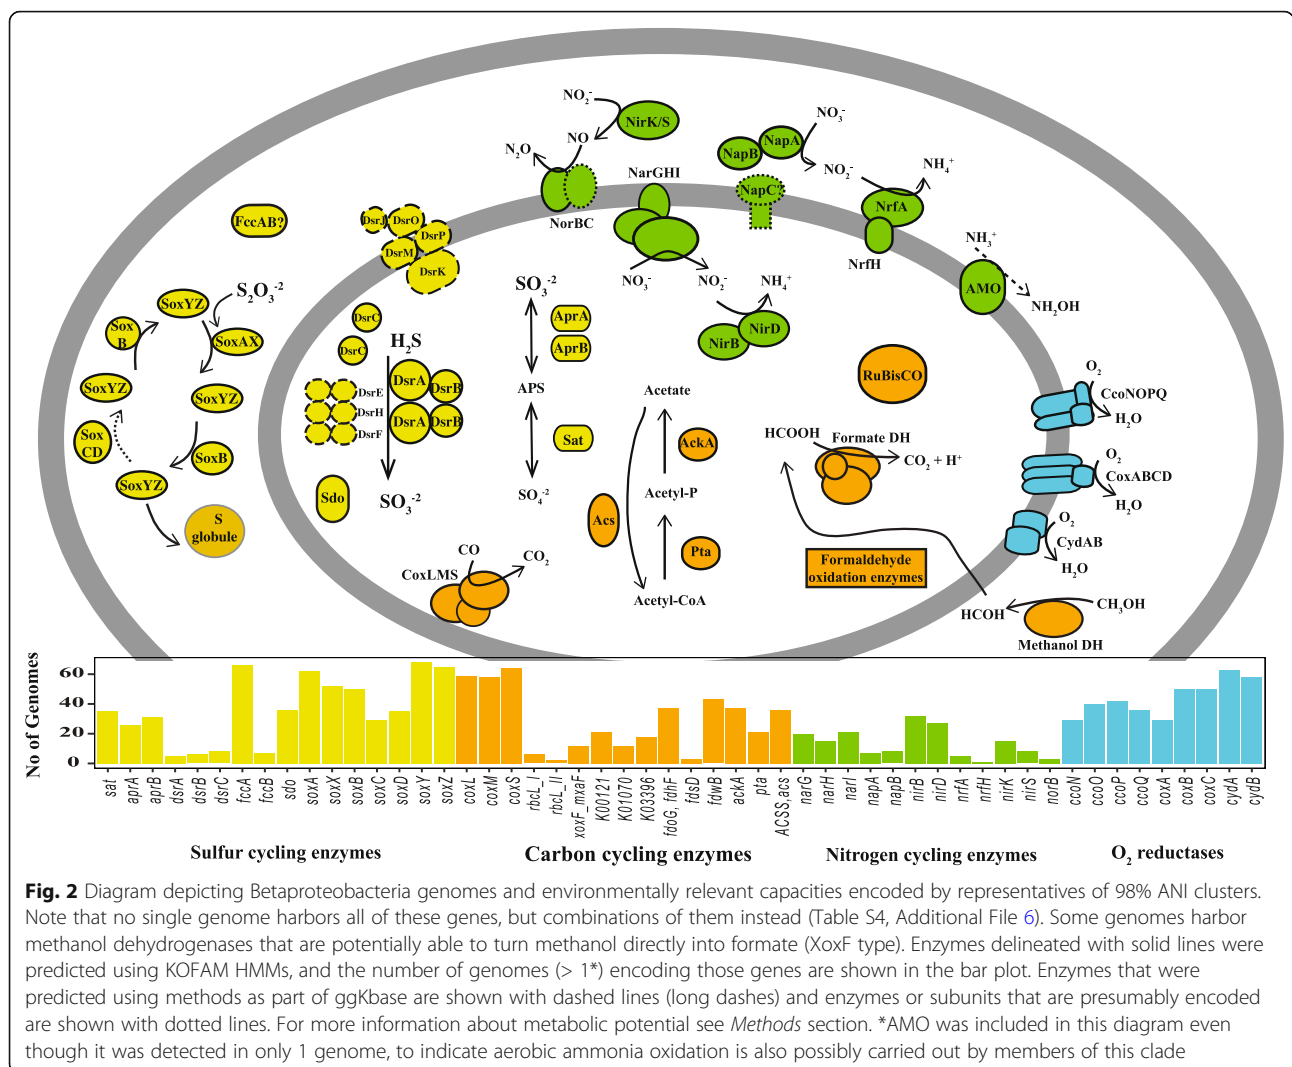 NO₂⁻
NirK/S
NO
N₂O
NorBC
NarGHI
NO₃⁻
NO₂⁻
NapB
NapA
NO₃⁻
NO₂⁻
NH₄⁺
NapC?
NrfA
NrfH
NH₃⁺
AMO
NH₂OH
NH₄⁺
NirB
NirD
FccAB?
DsrJ
DsrO
DsrP
DsrM
DsrK
SoxYZ
S₂O₃⁻²
Sox
B
SoxAX
SoxYZ
SoxYZ
Sox
CD
SoxB
SoxYZ
S
globule
DsrC
DsrC
H₂S
DsrE
DsrH
DsrF
DsrA
DsrB
DsrA
DsrB
SO₃⁻²
Sdo
SO₃⁻²
AprA
AprB
APS
Sat
SO₄⁻²
Acetate
AckA
Acetyl-P
Acs
Pta
Acetyl-CoA
CO
CO₂
CoxLMS
RuBisCO
HCOOH
Formate DH
CO₂ + H⁺
Formaldehyde
oxidation enzymes
HCOH
CH₃OH
Methanol DH
O₂
CcoNOPQ
H₂O
O₂
CoxABCD
H₂O
O₂
CydAB
H₂O
No of Genomes
60
40
20
0
sat
aprA
aprB
dsrA
dsrB
dsrC
fccA
fccB
sdo
soxA
soxX
soxB
soxC
soxD
soxY
soxZ
coxL
coxM
coxS
rbcL_I
rbcL_II
xoxF_mxaF
K00121
K01070
K03396
fdoG, fdhF
fdsD
fdwB
ackA
pta
ACSS,acs
narG
narH
narI
napA
napB
nirB
nirD
nrfA
nrfH
nirK
nirS
norB
ccoN
ccoO
ccoP
ccoQ
coxA
coxB
coxC
cydA
cydB
Sulfur cycling enzymes
Carbon cycling enzymes
Nitrogen cycling enzymes
O₂ reductases
Fig. 2 Diagram depicting Betaproteobacteria genomes and environmentally relevant capacities encoded by representatives of 98% ANI clusters.
Note that no single genome harbors all of these genes, but combinations of them instead (Table S4, Additional File 6). Some genomes harbor
methanol dehydrogenases that are potentially able to turn methanol directly into formate (XoxF type). Enzymes delineated with solid lines were
predicted using KOFAM HMMs, and the number of genomes (> 1*) encoding those genes are shown in the bar plot. Enzymes that were
predicted using methods as part of ggKbase are shown with dashed lines (long dashes) and enzymes or subunits that are presumably encoded
are shown with dotted lines. For more information about metabolic potential see Methods section. *AMO was included in this diagram even
though it was detected in only 1 genome, to indicate aerobic ammonia oxidation is also possibly carried out by members of this clade